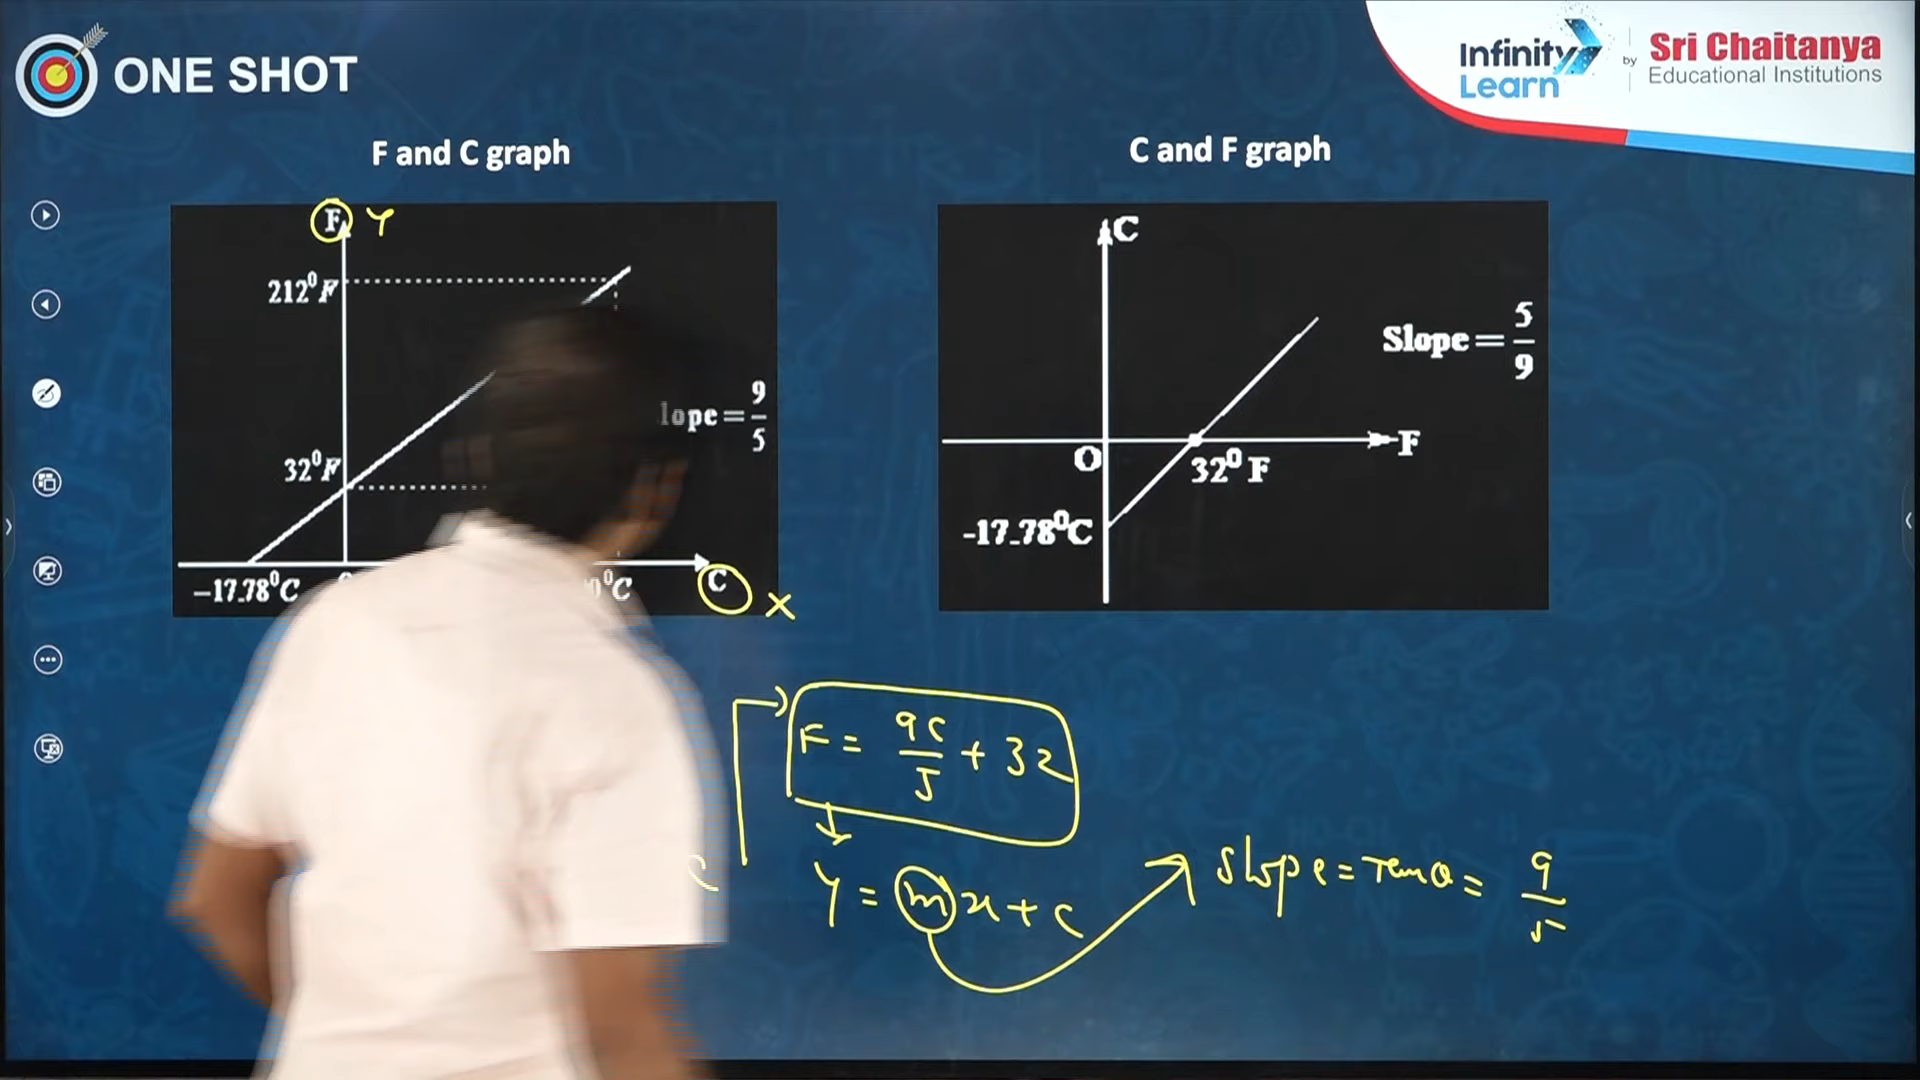 ONE SHOT
Infinity Learn by Sri Chaitanya Educational Institutions
F and C graph
F Y
212⁰F
32⁰F
lope = 9/5
−17.78⁰C
0⁰C
C X
C and F graph
C
Slope = 5/9
O
F
32⁰ F
-17.78⁰C
F = 9C/5 + 32
Y = mx + c
Slope = Tanθ = 9/5